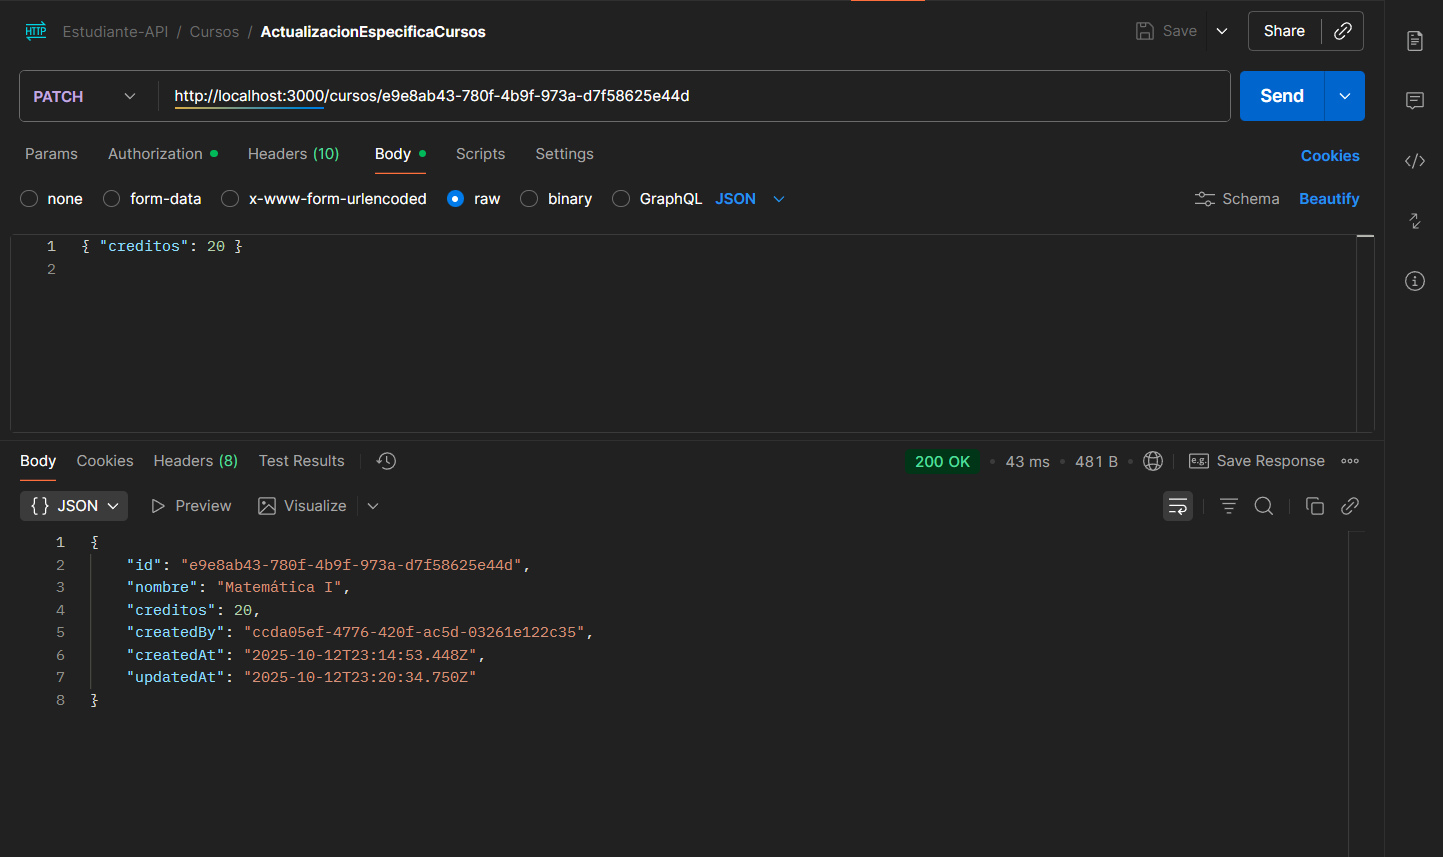 HTTP Estudiante-API / Cursos / ActualizacionEspecificaCursos Save Share
PATCH http://localhost:3000/cursos/e9e8ab43-780f-4b9f-973a-d7f58625e44d Send
Params Authorization Headers (10) Body Scripts Settings Cookies
none form-data x-www-form-urlencoded raw binary GraphQL JSON Schema Beautify
1 { "creditos": 20 }
2
Body Cookies Headers (8) Test Results 200 OK • 43 ms • 481 B • e.g. Save Response
{} JSON Preview Visualize
1 {
2 "id": "e9e8ab43-780f-4b9f-973a-d7f58625e44d",
3 "nombre": "Matemática I",
4 "creditos": 20,
5 "createdBy": "ccda05ef-4776-420f-ac5d-03261e122c35",
6 "createdAt": "2025-10-12T23:14:53.448Z",
7 "updatedAt": "2025-10-12T23:20:34.750Z"
8 }